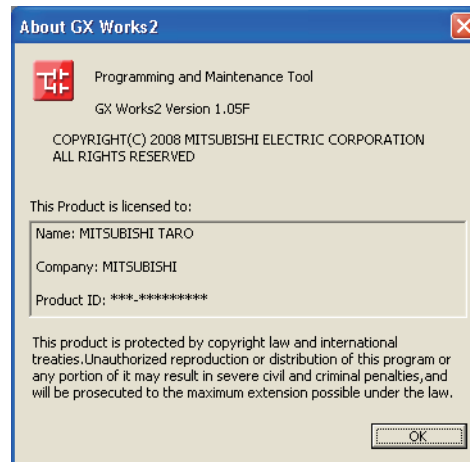 About GX Works2
Programming and Maintenance Tool
GX Works2 Version 1.05F
COPYRIGHT(C) 2008 MITSUBISHI ELECTRIC CORPORATION
ALL RIGHTS RESERVED
This Product is licensed to:
Name: MITSUBISHI TARO
Company: MITSUBISHI
Product ID: ***-*********
This product is protected by copyright law and international
treaties.Unauthorized reproduction or distribution of this program or
any portion of it may result in severe civil and criminal penalties,and
will be prosecuted to the maximum extension possible under the law.
OK